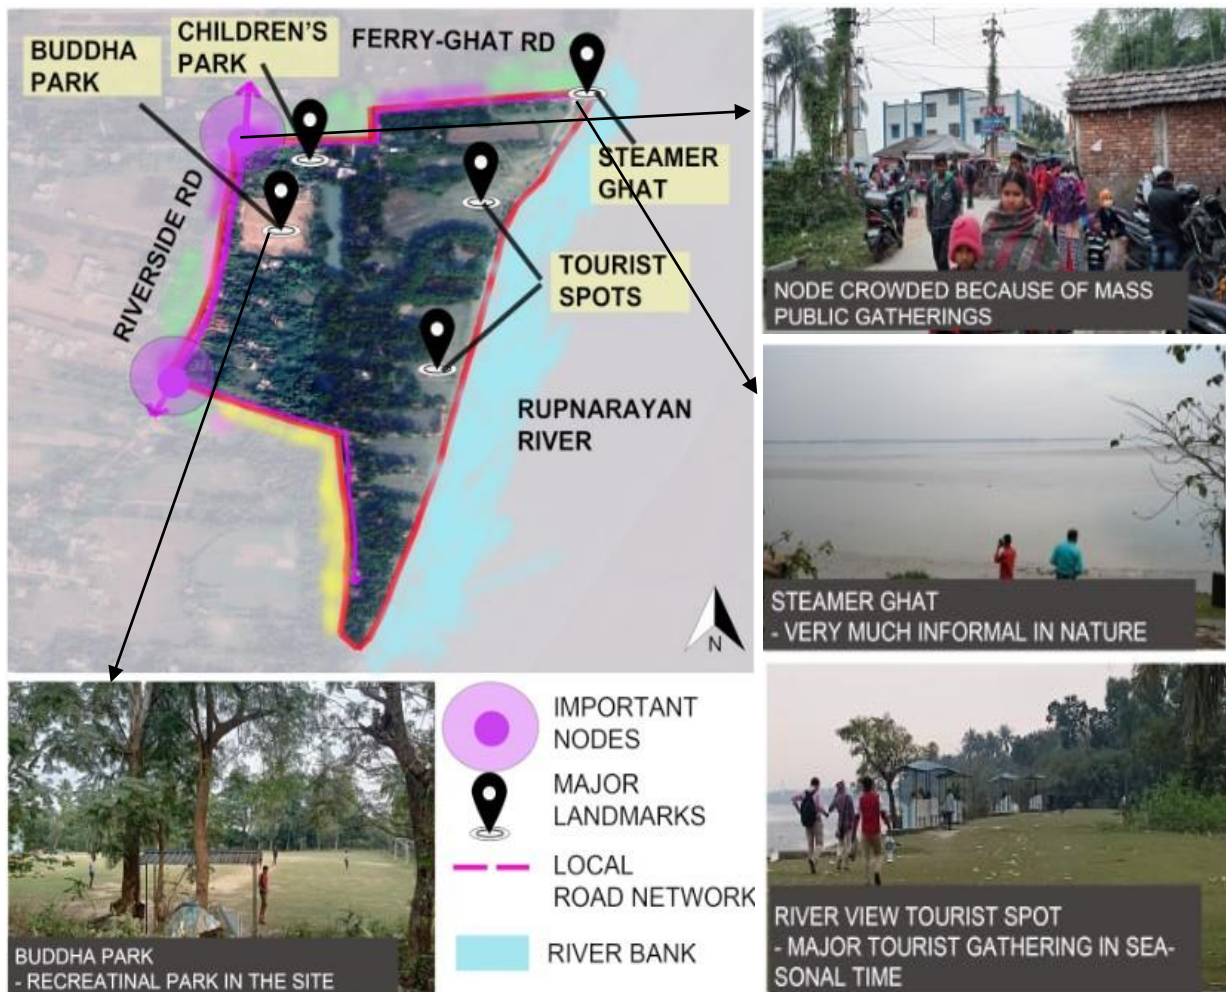 BUDDHA
PARK
CHILDREN'S
PARK
FERRY-GHAT RD
STEAMER
GHAT
RIVERSIDE RD
TOURIST
SPOTS
RUPNARAYAN
RIVER
N
NODE CROWDED BECAUSE OF MASS
PUBLIC GATHERINGS
STEAMER GHAT
- VERY MUCH INFORMAL IN NATURE
BUDDHA PARK
- RECREATINAL PARK IN THE SITE
IMPORTANT
NODES
MAJOR
LANDMARKS
LOCAL
ROAD NETWORK
RIVER BANK
RIVER VIEW TOURIST SPOT
- MAJOR TOURIST GATHERING IN SEA-
SONAL TIME